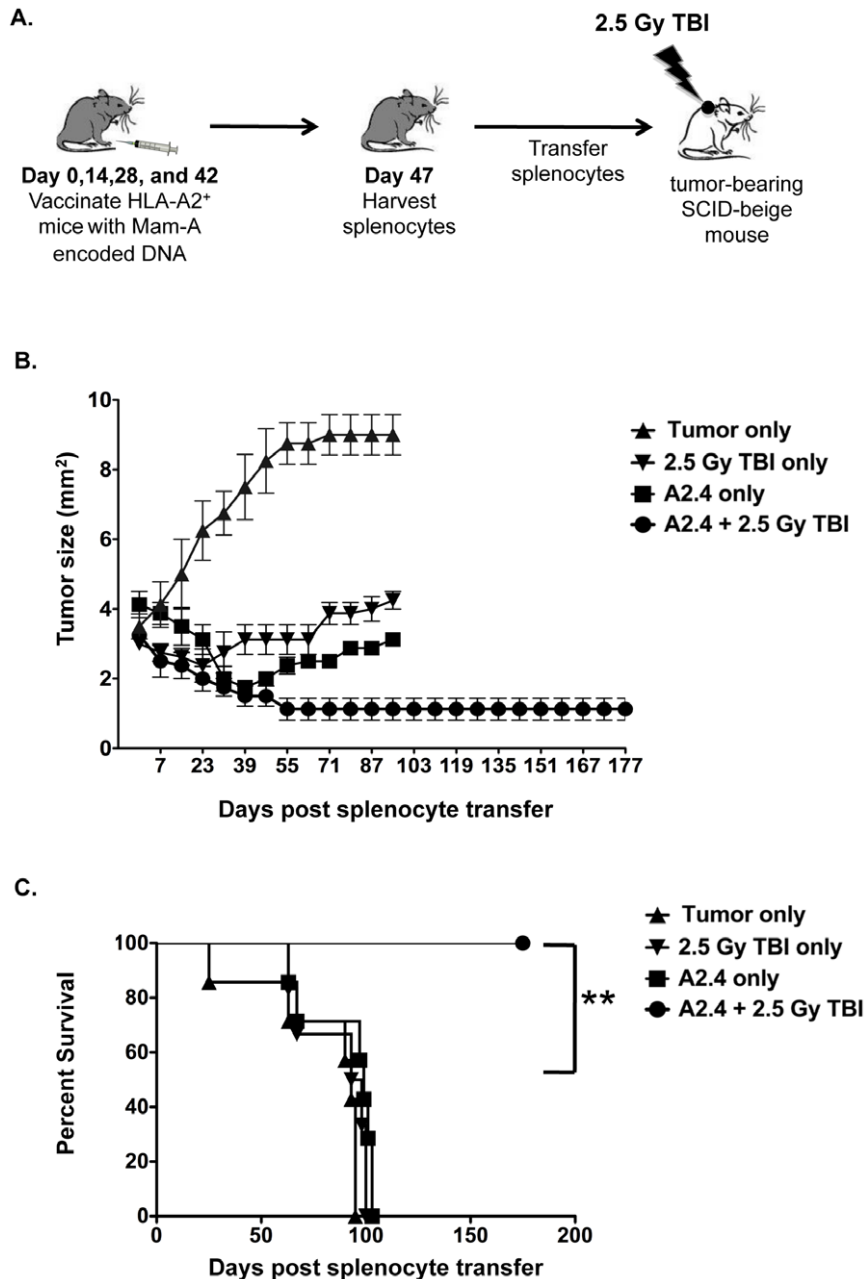 A.
2.5 Gy TBI
Day 0,14,28, and 42
Vaccinate HLA-A2+
mice with Mam-A
encoded DNA
Day 47
Harvest
splenocytes
Transfer
splenocytes
tumor-bearing
SCID-beige
mouse
B.
Tumor size (mm²)
10
8
6
4
2
0
7 23 39 55 71 87 103 119 135 151 167 177
Days post splenocyte transfer
Tumor only
2.5 Gy TBI only
A2.4 only
A2.4 + 2.5 Gy TBI
C.
Percent Survival
100
80
60
40
20
0
0 50 100 150 200
Days post splenocyte transfer
**
Tumor only
2.5 Gy TBI only
A2.4 only
A2.4 + 2.5 Gy TBI